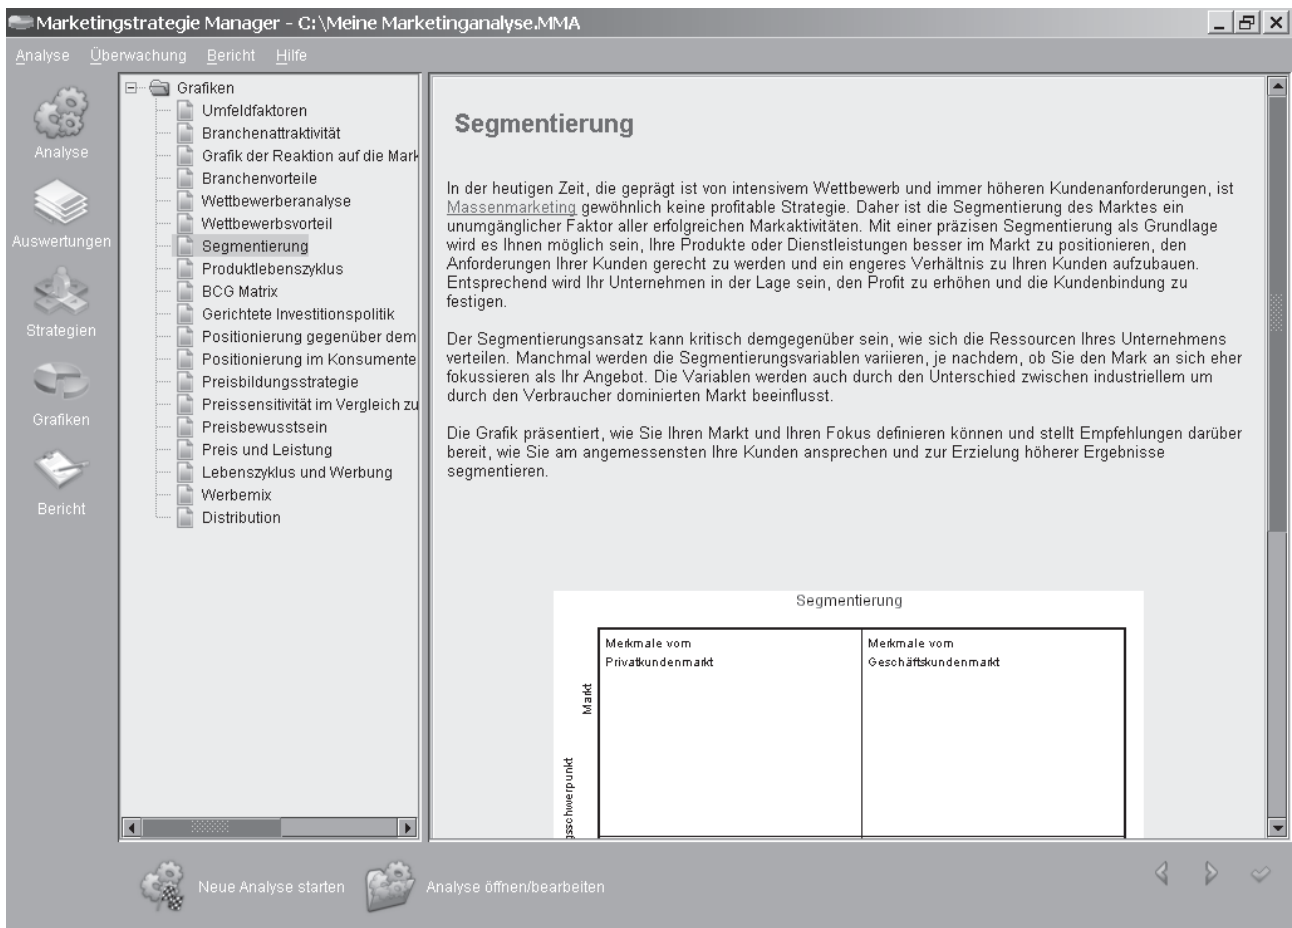 Marketingstrategie Manager - C:\Meine Marketinganalyse.MMA
Analyse Überwachung Bericht Hilfe
Analyse
Auswertungen
Strategien
Grafiken
Bericht
Grafiken
Umfeldfaktoren
Branchenattraktivität
Grafik der Reaktion auf die Mark
Branchenvorteile
Wettbewerberanalyse
Wettbewerbsvorteil
Segmentierung
Produktlebenszyklus
BCG Matrix
Gerichtete Investitionspolitik
Positionierung gegenüber dem
Positionierung im Konsumente
Preisbildungsstrategie
Preissensitivität im Vergleich zu
Preisbewusstsein
Preis und Leistung
Lebenszyklus und Werbung
Werbemix
Distribution
Segmentierung
In der heutigen Zeit, die geprägt ist von intensivem Wettbewerb und immer höheren Kundenanforderungen, ist
Massenmarketing gewöhnlich keine profitable Strategie. Daher ist die Segmentierung des Marktes ein
unumgänglicher Faktor aller erfolgreichen Markaktivitäten. Mit einer präzisen Segmentierung als Grundlage
wird es Ihnen möglich sein, Ihre Produkte oder Dienstleistungen besser im Markt zu positionieren, den
Anforderungen Ihrer Kunden gerecht zu werden und ein engeres Verhältnis zu Ihren Kunden aufzubauen.
Entsprechend wird Ihr Unternehmen in der Lage sein, den Profit zu erhöhen und die Kundenbindung zu
festigen.
Der Segmentierungsansatz kann kritisch demgegenüber sein, wie sich die Ressourcen Ihres Unternehmens
verteilen. Manchmal werden die Segmentierungsvariablen variieren, je nachdem, ob Sie den Mark an sich eher
fokussieren als Ihr Angebot. Die Variablen werden auch durch den Unterschied zwischen industriellem um
durch den Verbraucher dominierten Markt beeinflusst.
Die Grafik präsentiert, wie Sie Ihren Markt und Ihren Fokus definieren können und stellt Empfehlungen darüber
bereit, wie Sie am angemessensten Ihre Kunden ansprechen und zur Erzielung höherer Ergebnisse
segmentieren.
Segmentierung
Merkmale vom
Privatkundenmarkt
Merkmale vom
Geschäftskundenmarkt
Markt
gsschwerpunkt
Neue Analyse starten
Analyse öffnen/bearbeiten